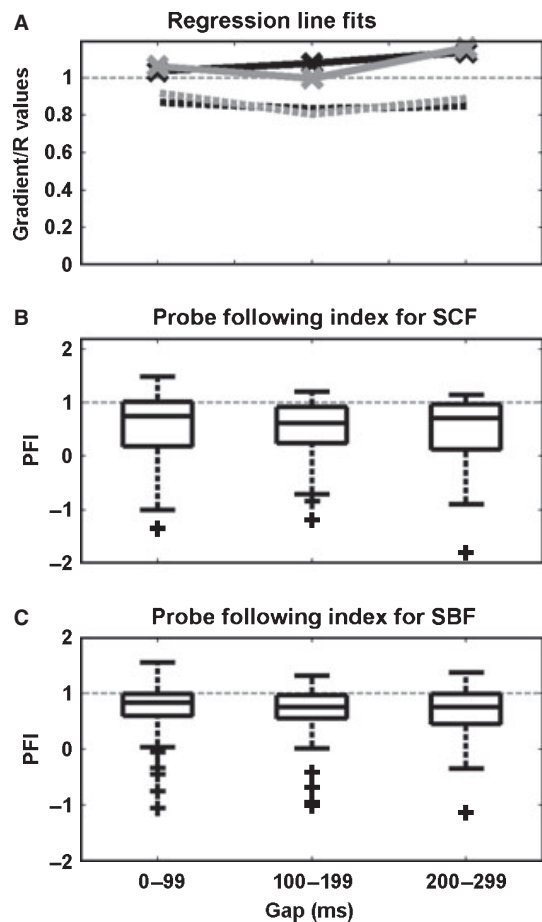 A Regression line fits
Gradient/R values
1
0.8
0.6
0.4
0.2
0
B Probe following index for SCF
PFI
2
1
0
–1
–2
C Probe following index for SBF
PFI
2
1
0
–1
–2
0–99 100–199 200–299
Gap (ms)